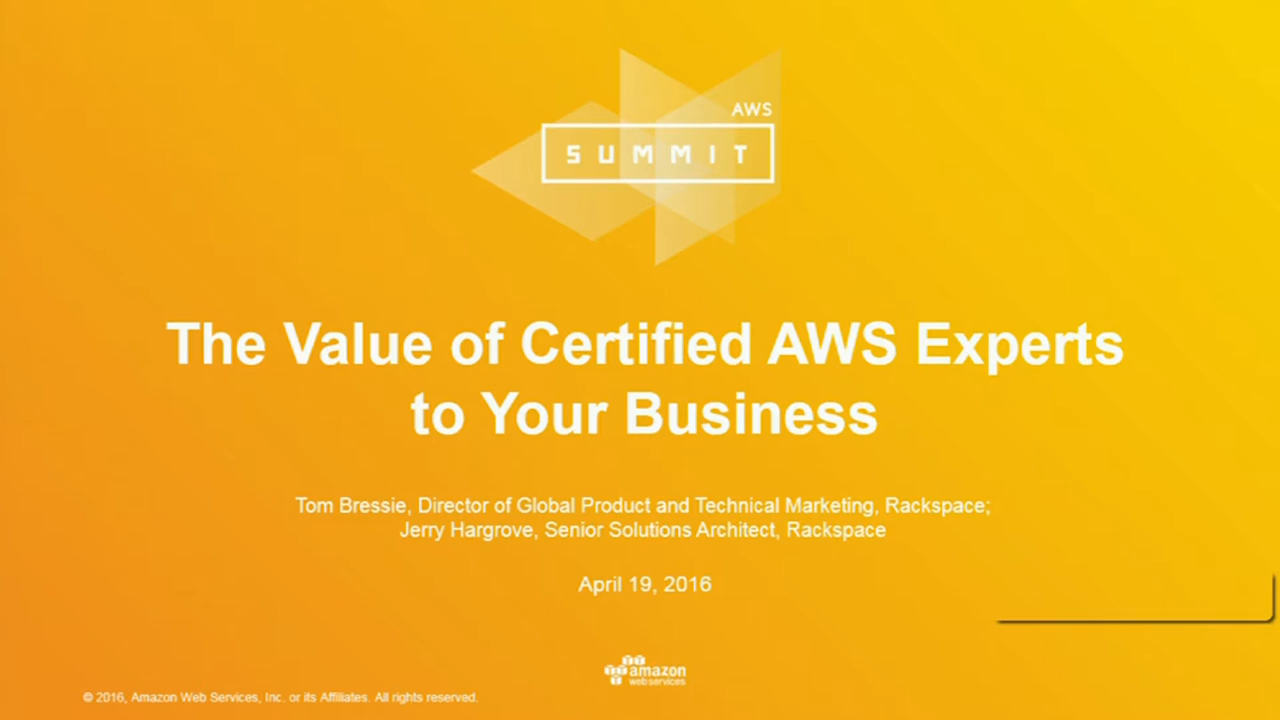 AWS
SUMMIT
The Value of Certified AWS Experts
to Your Business
Tom Bressie, Director of Global Product and Technical Marketing, Rackspace;
Jerry Hargrove, Senior Solutions Architect, Rackspace
April 19, 2016
amazon
web services
© 2016, Amazon Web Services, Inc. or its Affiliates. All rights reserved.